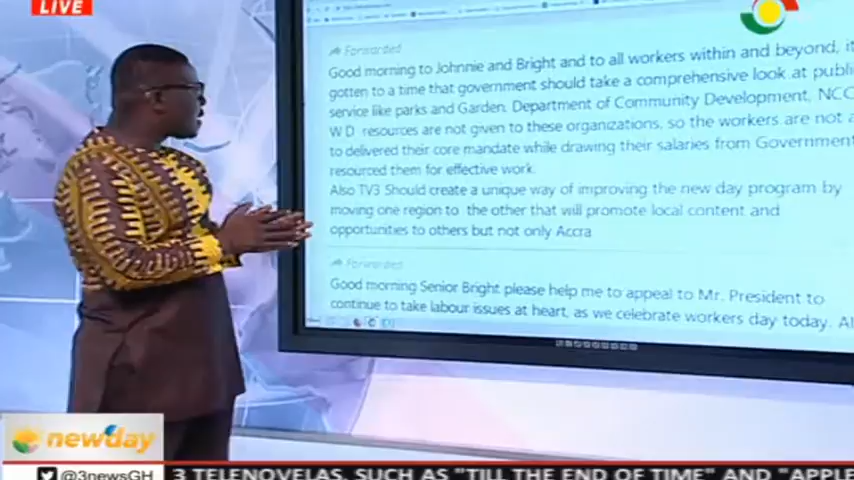 LIVE
Forwarded
Good morning to Johnnie and Bright and to all workers within and beyond, it
gotten to a time that government should take a comprehensive look at publi
service like parks and Garden. Department of Community Development, NCC
W D resources are not given to these organizations, so the workers are not a
to delivered their core mandate while drawing their salaries from Government
resourced them for effective work.
Also TV3 Should create a unique way of improving the new day program by
moving one region to the other that will promote local content and
opportunities to others but not only Accra
Forwarded
Good morning Senior Bright please help me to appeal to Mr. President to
continue to take labour issues at heart, as we celebrate workers day today. Al
newday
@3newsGH
3 TELENOVELAS, SUCH AS "TILL THE END OF TIME" AND "APPLE